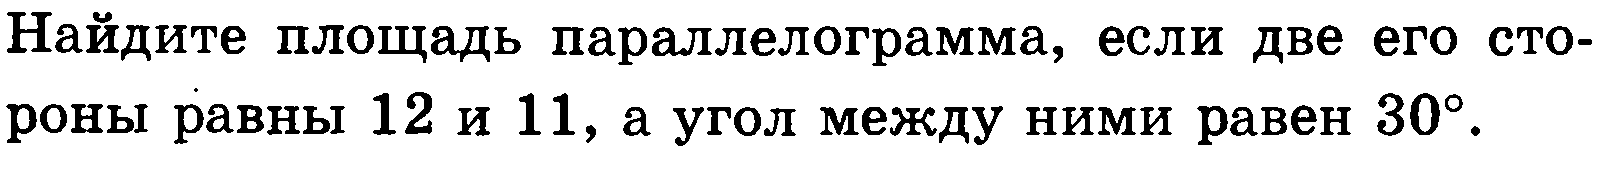 Найдите площадь параллелограмма, если две его сто-
роны равны 12 и 11, а угол между ними равен 30°.